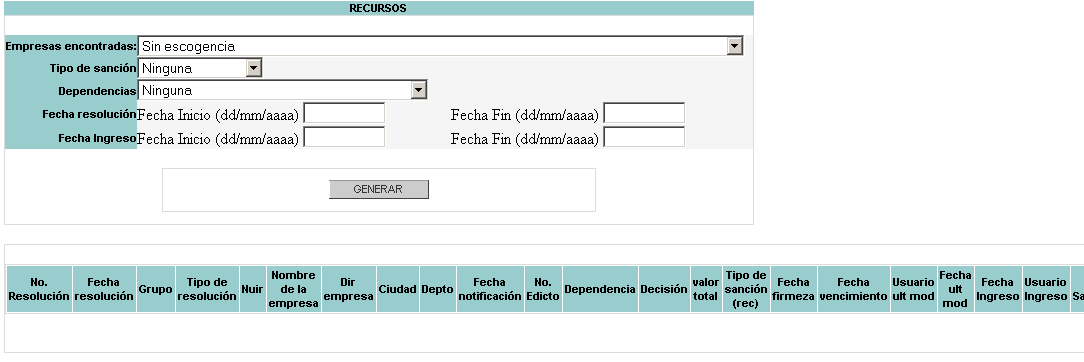 RECURSOS
Empresas encontradas: Sin escogencia
Tipo de sanción Ninguna
Dependencias Ninguna
Fecha resolución Fecha Inicio (dd/mm/aaaa) Fecha Fin (dd/mm/aaaa)
Fecha Ingreso Fecha Inicio (dd/mm/aaaa) Fecha Fin (dd/mm/aaaa)
GENERAR
No. Resolución
Fecha resolución
Grupo
Tipo de resolución
Nuir
Nombre de la empresa
Dir empresa
Ciudad
Depto
Fecha notificación
No. Edicto
Dependencia
Decisión
valor total
Tipo de sanción (rec)
Fecha firmeza
Fecha vencimiento
Usuario ult mod
Fecha ult mod
Fecha Ingreso
Usuario Ingreso
Sa